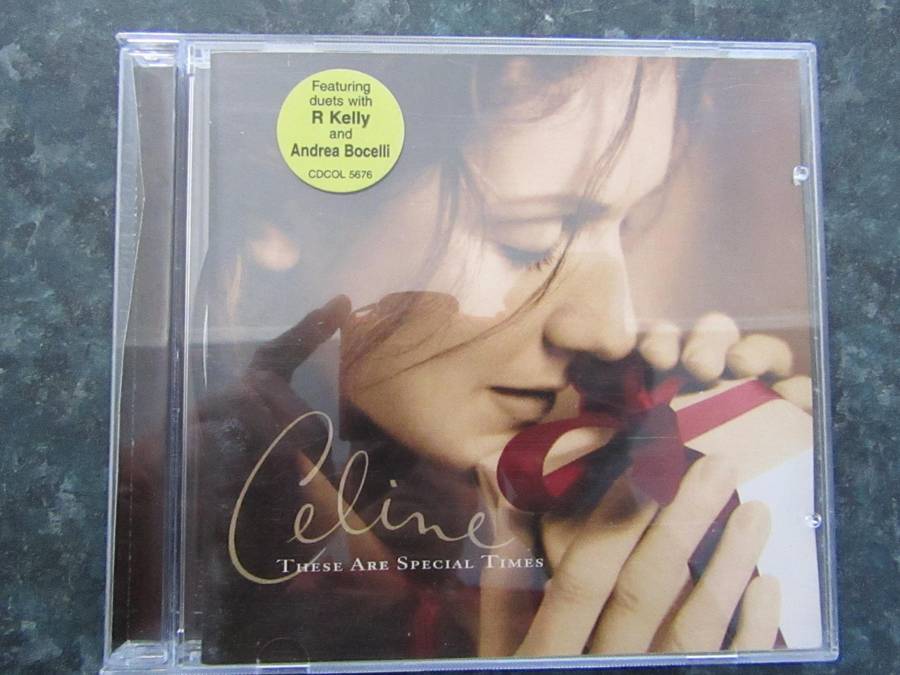 Featuring
duets with
R Kelly
and
Andrea Bocelli
CDCOL 5676
Celine
THESE ARE SPECIAL TIMES